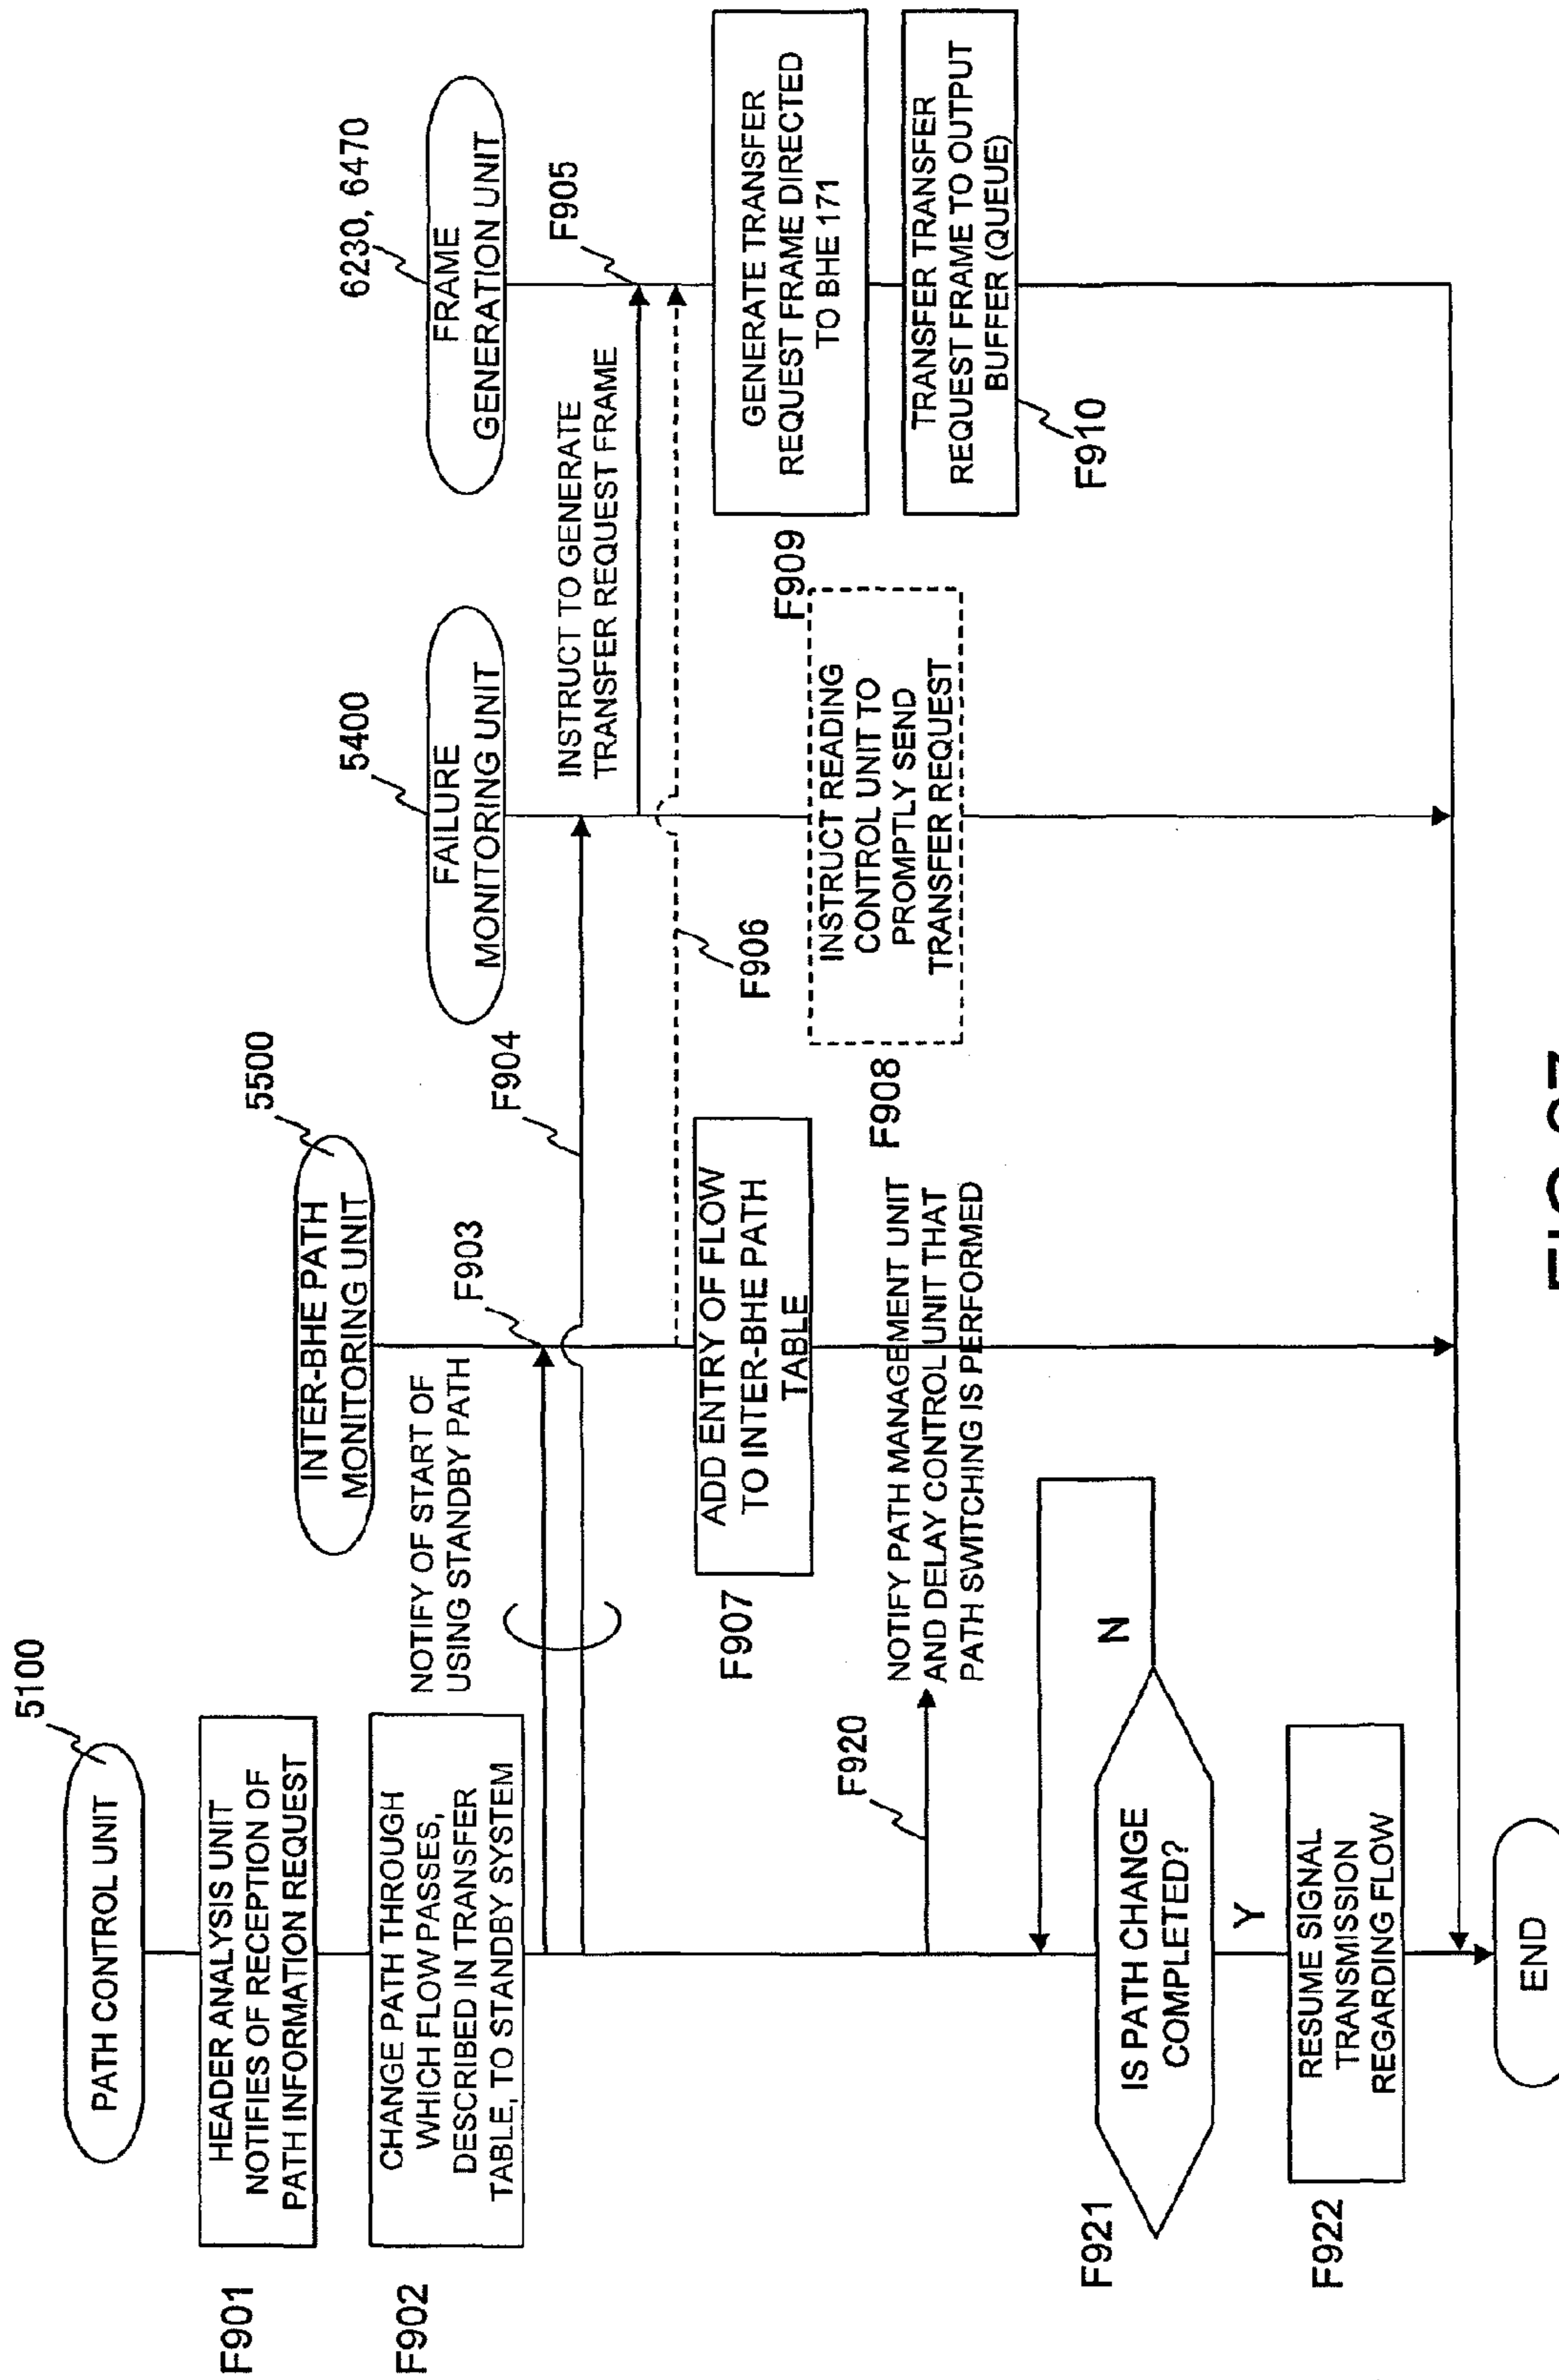 5100
PATH CONTROL UNIT
F901
HEADER ANALYSIS UNIT
NOTIFIES OF RECEPTION OF
PATH INFORMATION REQUEST
F902
CHANGE PATH THROUGH
WHICH FLOW PASSES,
DESCRIBED IN TRANSFER
TABLE, TO STANDBY SYSTEM
NOTIFY OF START OF
USING STANDBY PATH
5500
INTER-BHE PATH
MONITORING UNIT
F903
F904
5400
FAILURE
MONITORING UNIT
6230, 6470
FRAME
GENERATION UNIT
INSTRUCT TO GENERATE
TRANSFER REQUEST FRAME
F905
F906
F907
ADD ENTRY OF FLOW
TO INTER-BHE PATH
TABLE
F908
INSTRUCT READING
CONTROL UNIT TO
PROMPTLY SEND
TRANSFER REQUEST
F909
GENERATE TRANSFER
REQUEST FRAME DIRECTED
TO BHE 171
TRANSFER TRANSFER
REQUEST FRAME TO OUTPUT
BUFFER (QUEUE)
F910
F920
NOTIFY PATH MANAGEMENT UNIT
AND DELAY CONTROL UNIT THAT
PATH SWITCHING IS PERFORMED
F921
IS PATH CHANGE
COMPLETED?
N
Y
F922
RESUME SIGNAL
TRANSMISSION
REGARDING FLOW
END